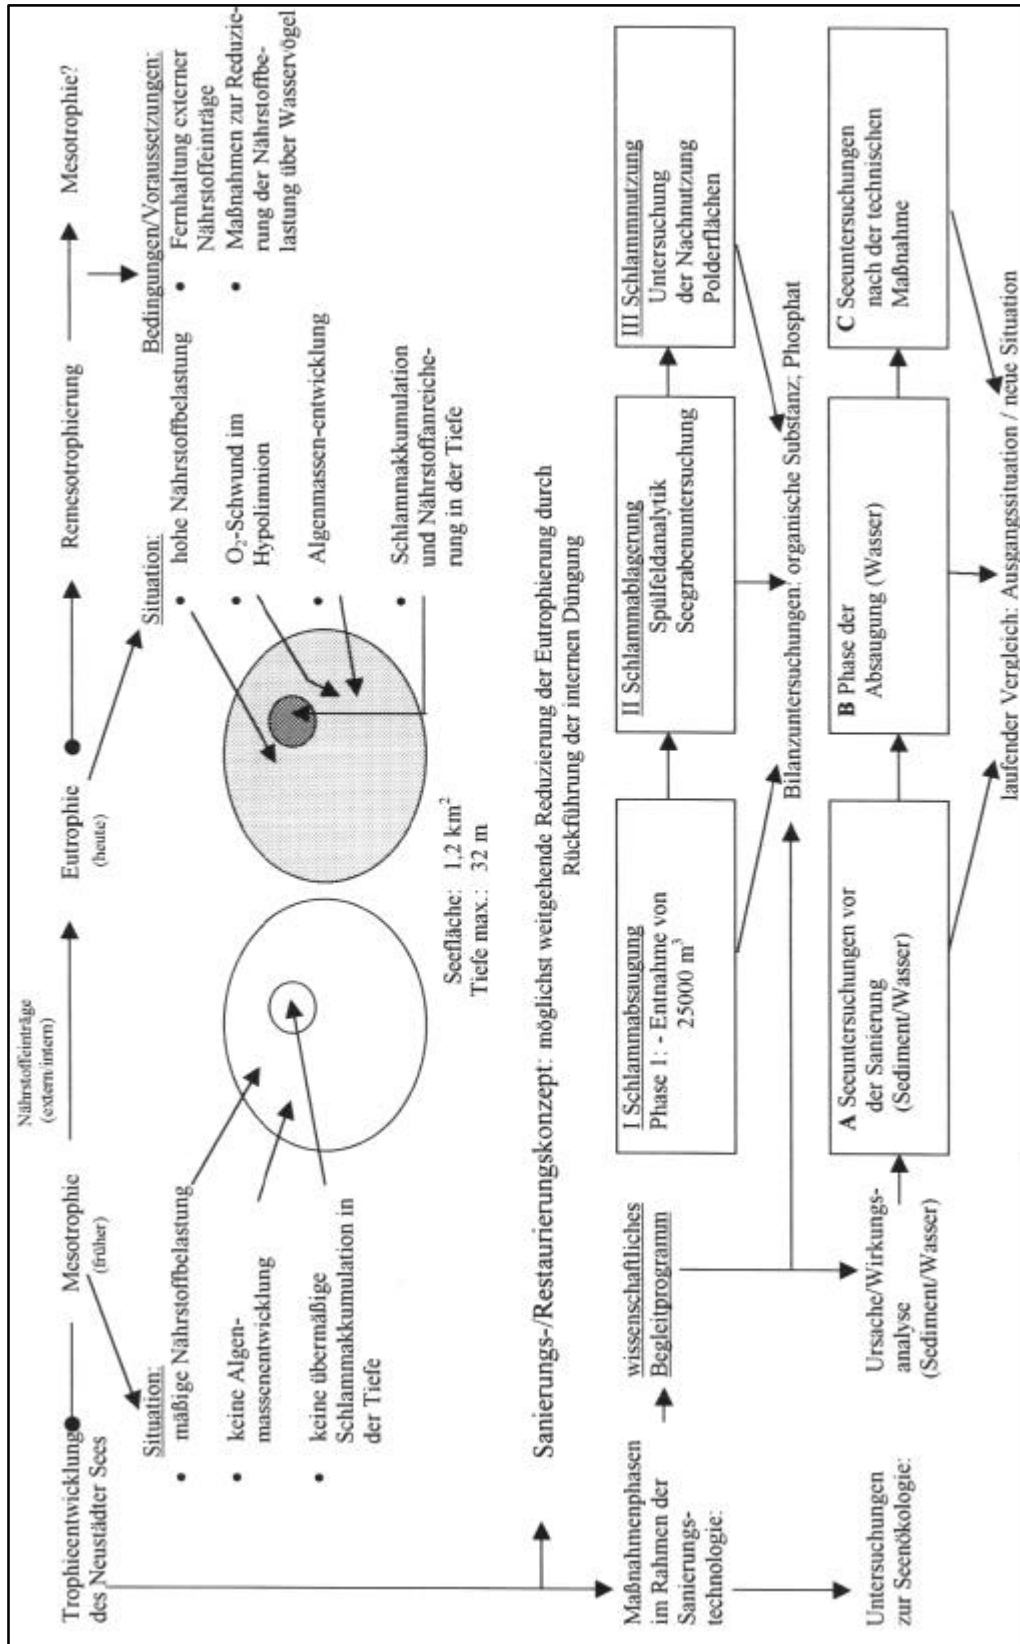 Trophieentwicklung
des Neustädter Sees
Mesotrophie
(früher)
Nährstoffeinträge
(extern/intern)
Eutrophie
(heute)
Remesotrophierung
Mesotrophie?
Situation:
• mäßige Nährstoffbelastung
• keine Algen-
massenentwicklung
• keine übermäßige
Schlammakkumulation in
der Tiefe
Seefläche: 1,2 km²
Tiefe max.: 32 m
Situation:
• hohe Nährstoffbelastung
• O₂-Schwund im
Hypolimnion
• Algenmassen-entwicklung
• Schlammakkumulation
und Nährstoffanreiche-
rung in der Tiefe
Bedingungen/Voraussetzungen:
• Fernhaltung externer
Nährstoffeinträge
• Maßnahmen zur Reduzie-
rung der Nährstoffbe-
lastung über Wasservögel
Sanierungs-/Restaurierungskonzept: möglichst weitgehende Reduzierung der Eutrophierung durch
Rückführung der internen Düngung
Maßnahmenphasen
im Rahmen der
Sanierungs-
technologie:
wissenschaftliches
Begleitprogramm
I Schlammabsaugung
Phase 1: - Entnahme von
25000 m³
II Schlammablagerung
Spülfeldanalytik
Seegrabenuntersuchung
III Schlammnutzung
Untersuchung
der Nachnutzung
Polderflächen
Bilanzuntersuchungen: organische Substanz; Phosphat
Untersuchungen
zur Seenökologie:
Ursache/Wirkungs-
analyse
(Sediment/Wasser)
A Seeuntersuchungen vor
der Sanierung
(Sediment/Wasser)
B Phase der
Absaugung (Wasser)
C Seeuntersuchungen
nach der technischen
Maßnahme
laufender Vergleich: Ausgangssituation / neue Situation